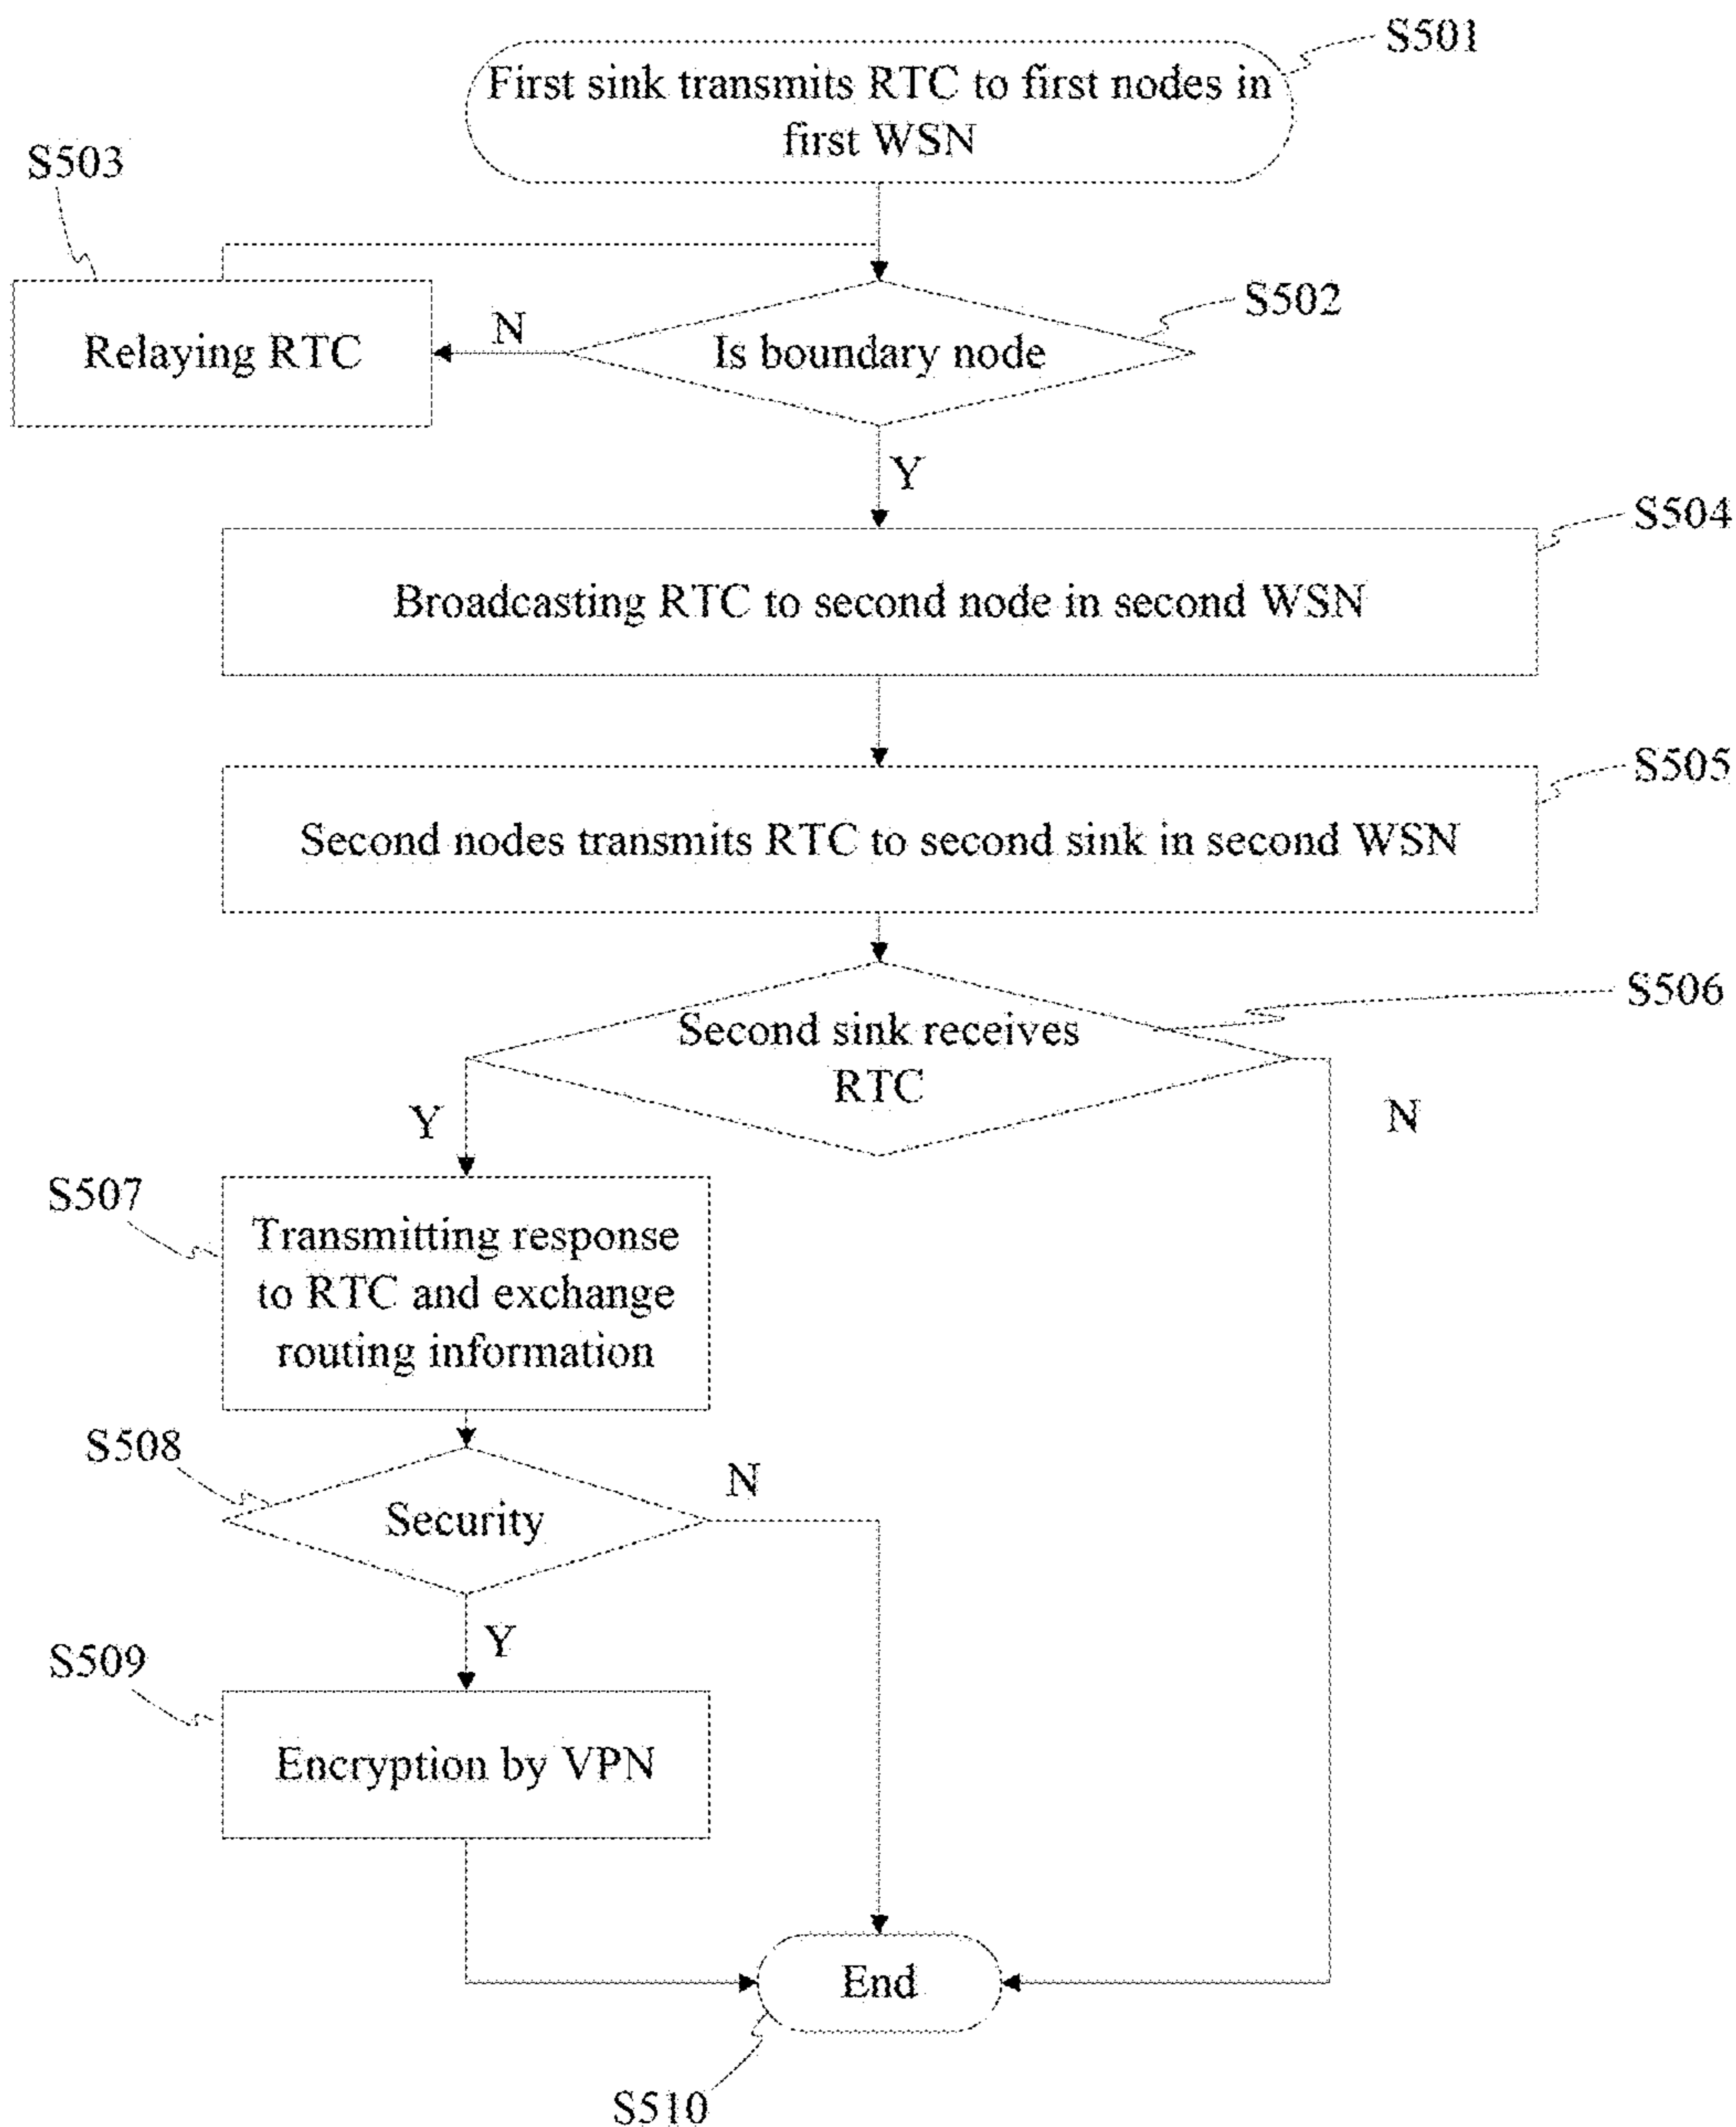 S501
First sink transmits RTC to first nodes in
first WSN
S503
S502
Relaying RTC
N
Is boundary node
Y
S504
Broadcasting RTC to second node in second WSN
S505
Second nodes transmits RTC to second sink in second WSN
S506
Second sink receives
RTC
Y
N
S507
Transmitting response
to RTC and exchange
routing information
S508
N
Security
Y
S509
Encryption by VPN
End
S510